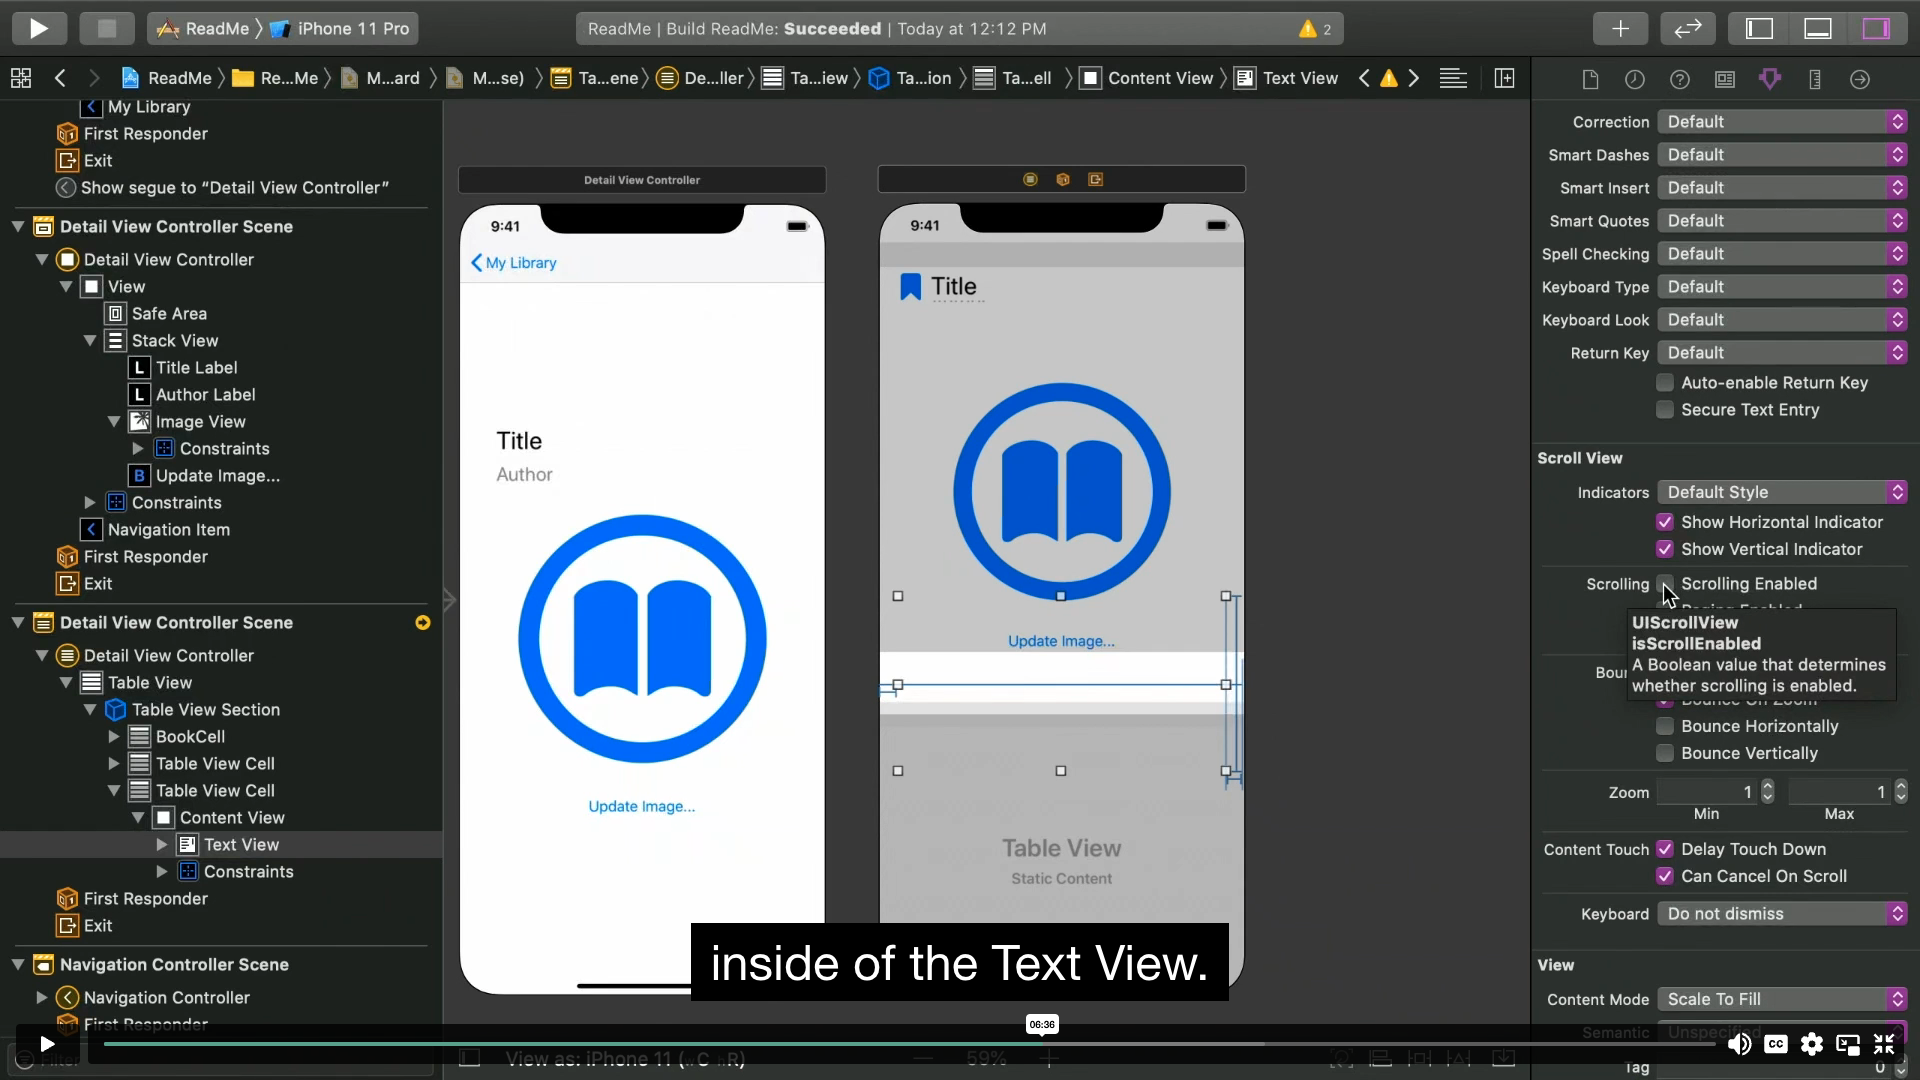 ReadMe iPhone 11 Pro
ReadMe | Build ReadMe: Succeeded | Today at 12:12 PM
2
ReadMe Re...Me M...ard M...se) Ta...ene De...ller Ta...iew Ta...ion Ta...ell Content View Text View
My Library
First Responder
Exit
Show segue to “Detail View Controller”
Detail View Controller Scene
Detail View Controller
View
Safe Area
Stack View
L Title Label
L Author Label
Image View
Constraints
B Update Image...
Constraints
Navigation Item
First Responder
Exit
Detail View Controller Scene
Detail View Controller
Table View
Table View Section
BookCell
Table View Cell
Table View Cell
Content View
Text View
Constraints
First Responder
Exit
Navigation Controller Scene
Navigation Controller
First Responder
Filter
Detail View Controller
9:41
My Library
Title
Author
Update Image...
9:41
Title
Update Image...
Table View
Static Content
inside of the Text View.
06:36
View as: iPhone 11 (wC hR)
59%
Correction Default
Smart Dashes Default
Smart Insert Default
Smart Quotes Default
Spell Checking Default
Keyboard Type Default
Keyboard Look Default
Return Key Default
Auto-enable Return Key
Secure Text Entry
Scroll View
Indicators Default Style
Show Horizontal Indicator
Show Vertical Indicator
Scrolling Scrolling Enabled
Paging Enabled
UIScrollView
isScrollEnabled
A Boolean value that determines
whether scrolling is enabled.
Bounce On Zoom
Bounce Horizontally
Bounce Vertically
Zoom 1 1
Min Max
Content Touch Delay Touch Down
Can Cancel On Scroll
Keyboard Do not dismiss
View
Content Mode Scale To Fill
Semantic Unspecified
Tag 0
CC